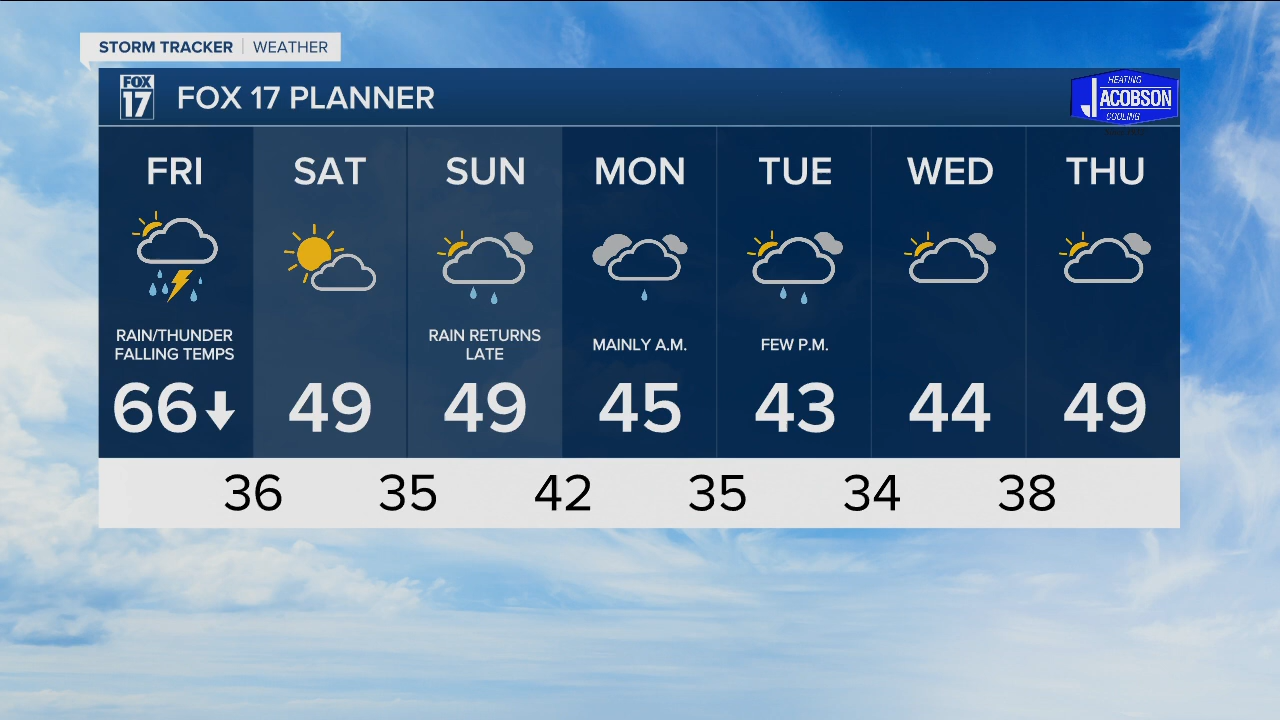 STORM TRACKER | WEATHER
FOX
17
FOX 17 PLANNER
HEATING
JACOBSON
COOLING
FRI SAT SUN MON TUE WED THU
RAIN/THUNDER
FALLING TEMPS
RAIN RETURNS
LATE
MAINLY A.M.
FEW P.M.
66 49 49 45 43 44 49
36 35 42 35 34 38